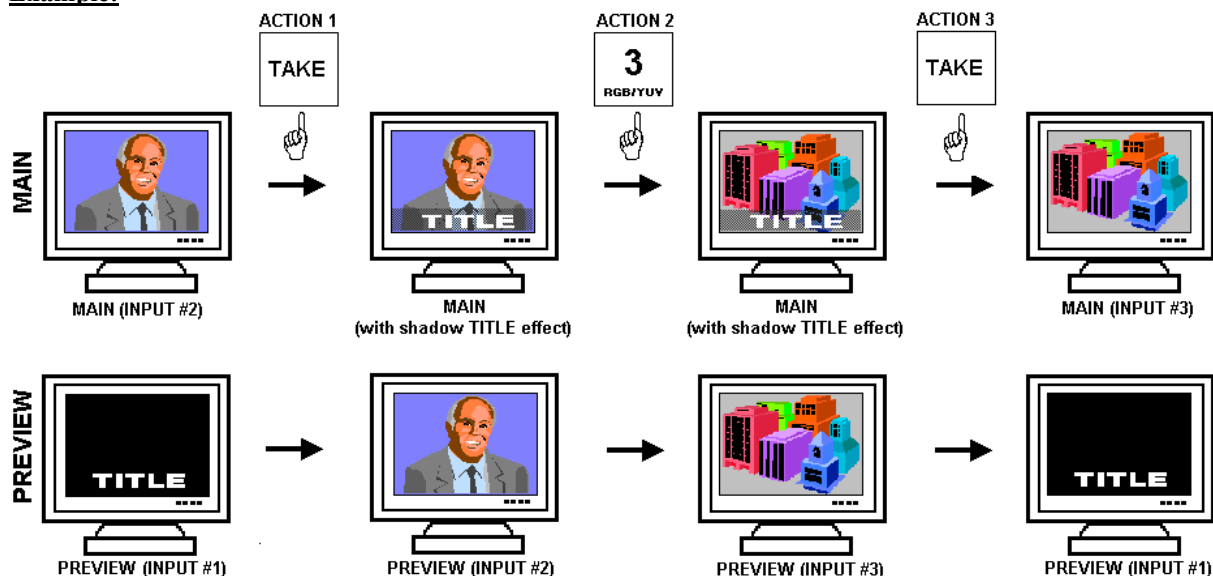 Example:
ACTION 1
ACTION 2
ACTION 3
TAKE
3
RGB/YUV
TAKE
MAIN
TITLE
TITLE
MAIN (INPUT #2)
MAIN
(with shadow TITLE effect)
MAIN
(with shadow TITLE effect)
MAIN (INPUT #3)
PREVIEW
TITLE
TITLE
PREVIEW (INPUT #1)
PREVIEW (INPUT #2)
PREVIEW (INPUT #3)
PREVIEW (INPUT #1)